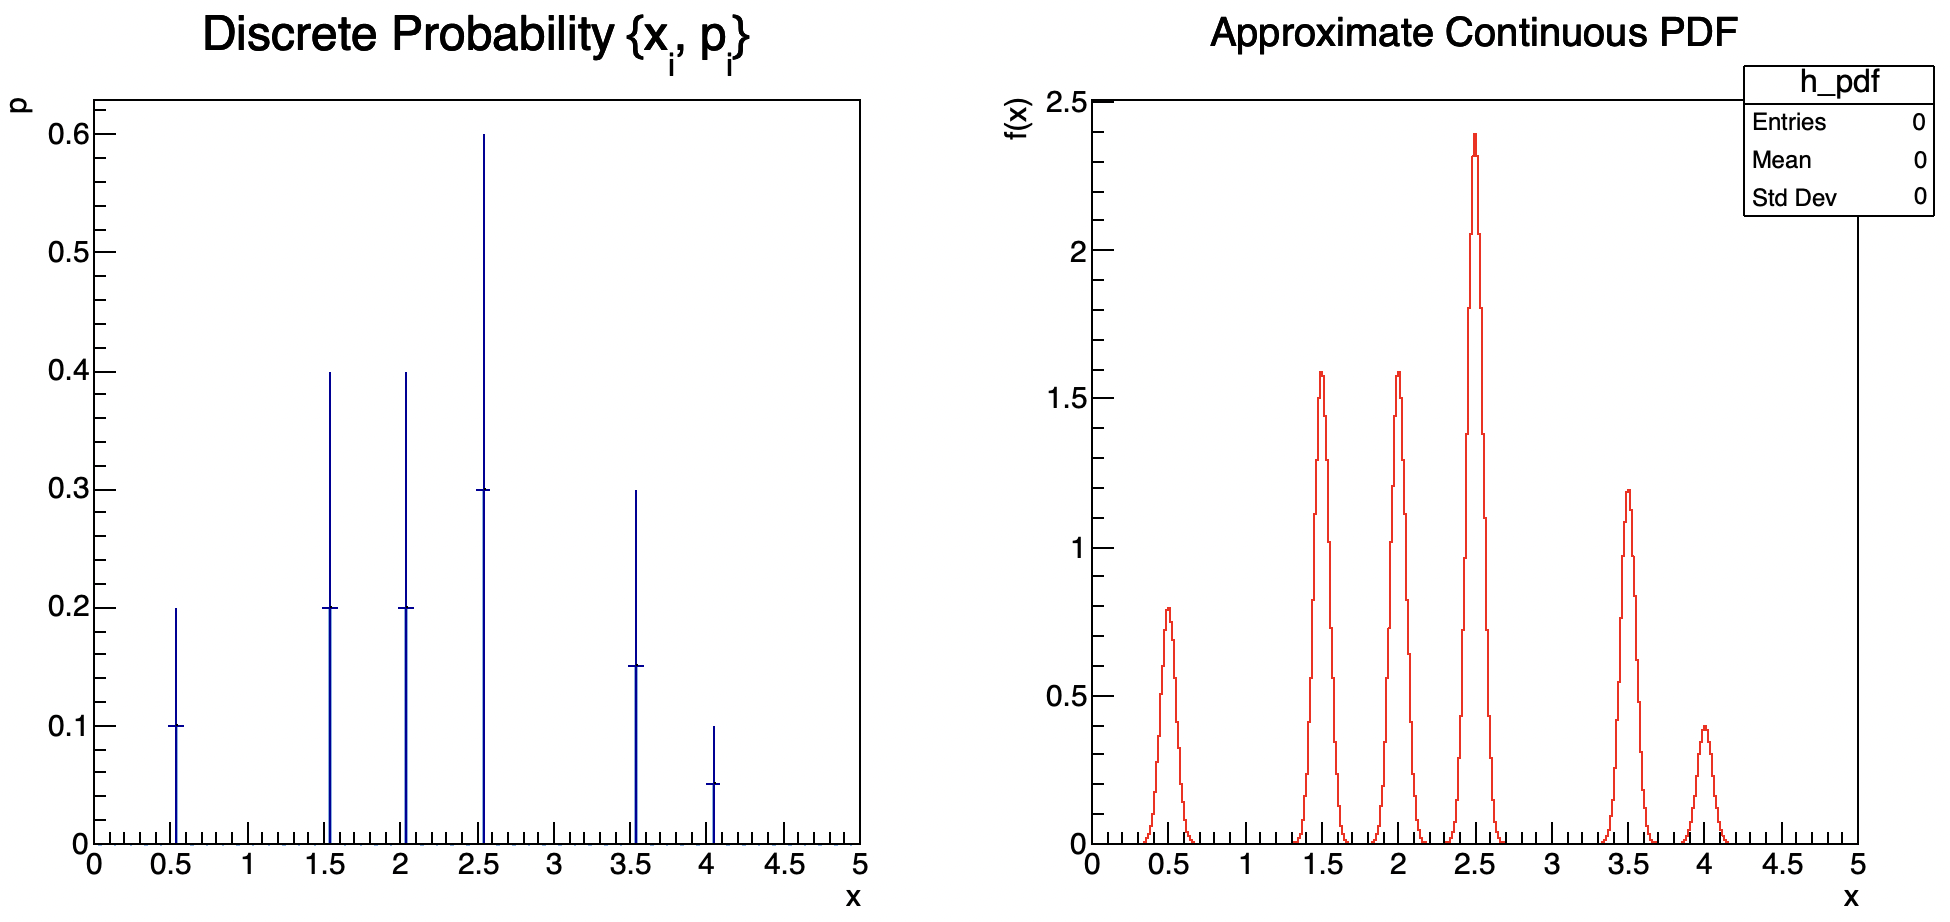 Discrete Probability {x_i, p_i}
p
0.6
0.5
0.4
0.3
0.2
0.1
0
0 0.5 1 1.5 2 2.5 3 3.5 4 4.5 5
x
Approximate Continuous PDF
h_pdf
Entries 0
Mean 0
Std Dev 0
f(x)
2.5
2
1.5
1
0.5
0
0 0.5 1 1.5 2 2.5 3 3.5 4 4.5 5
x